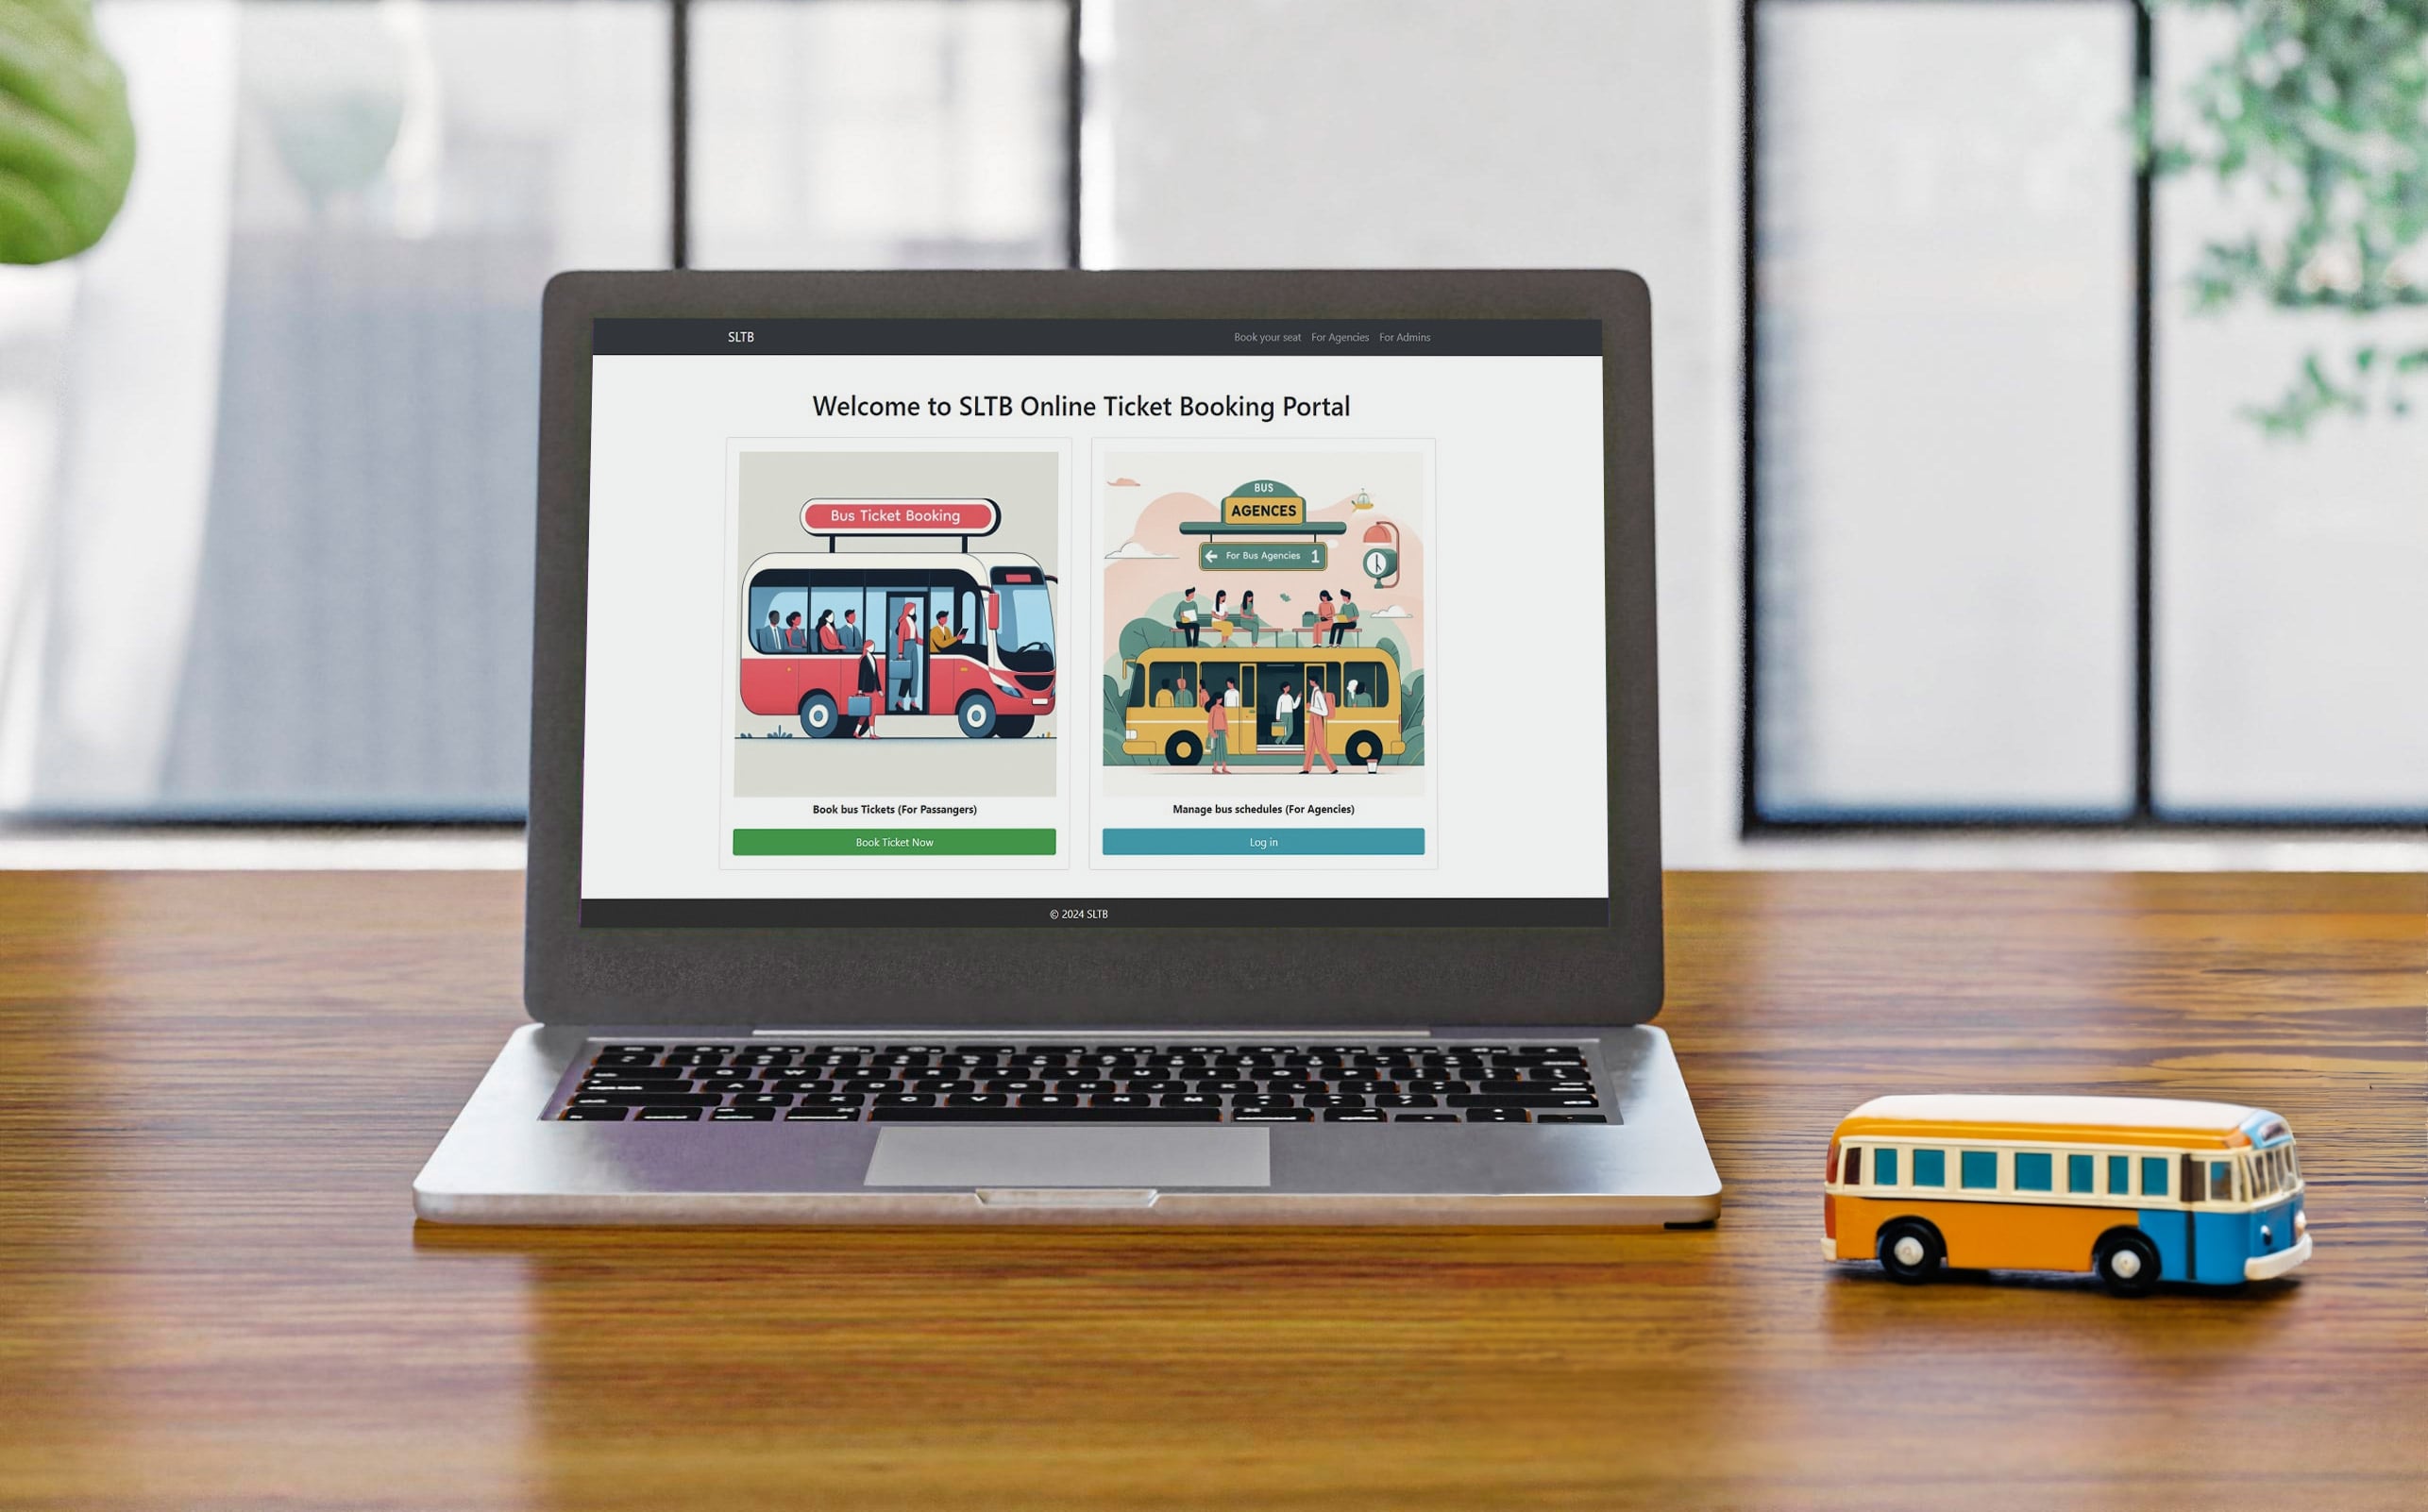 SLTB
Book your seat For Agencies For Admins
Welcome to SLTB Online Ticket Booking Portal
Bus Ticket Booking
BUS
AGENCES
For Bus Agencies 1
Book bus Tickets (For Passangers)
Manage bus schedules (For Agencies)
Book Ticket Now
Log in
© 2024 SLTB